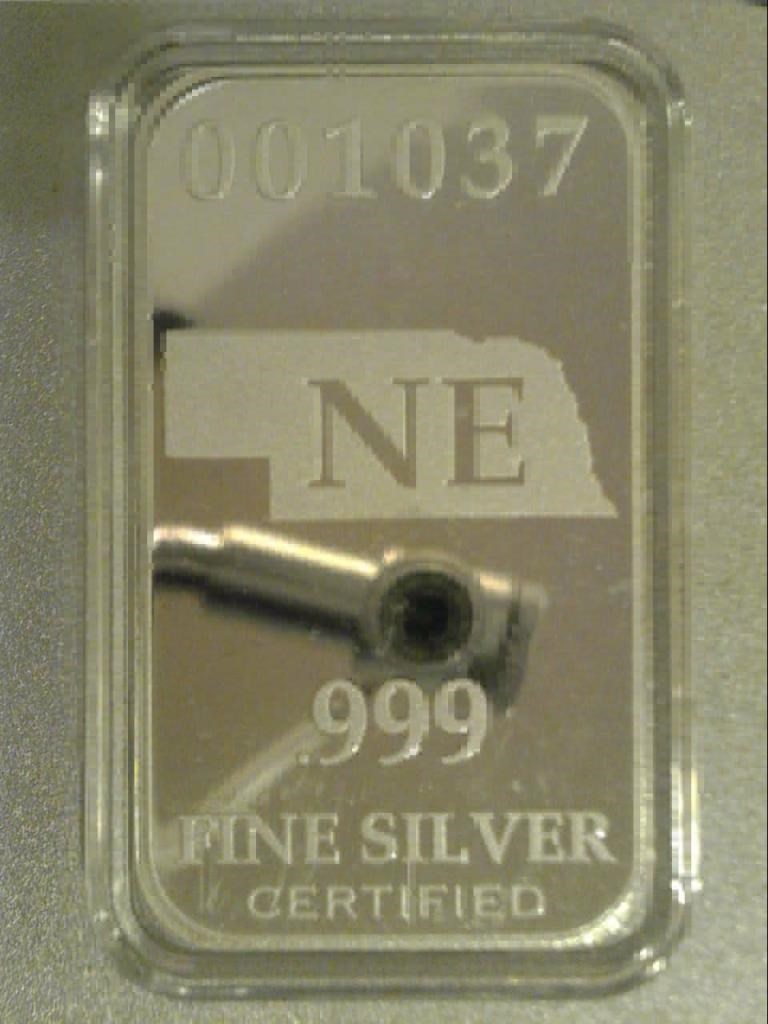 001037
NE
.999
FINE SILVER
CERTIFIED